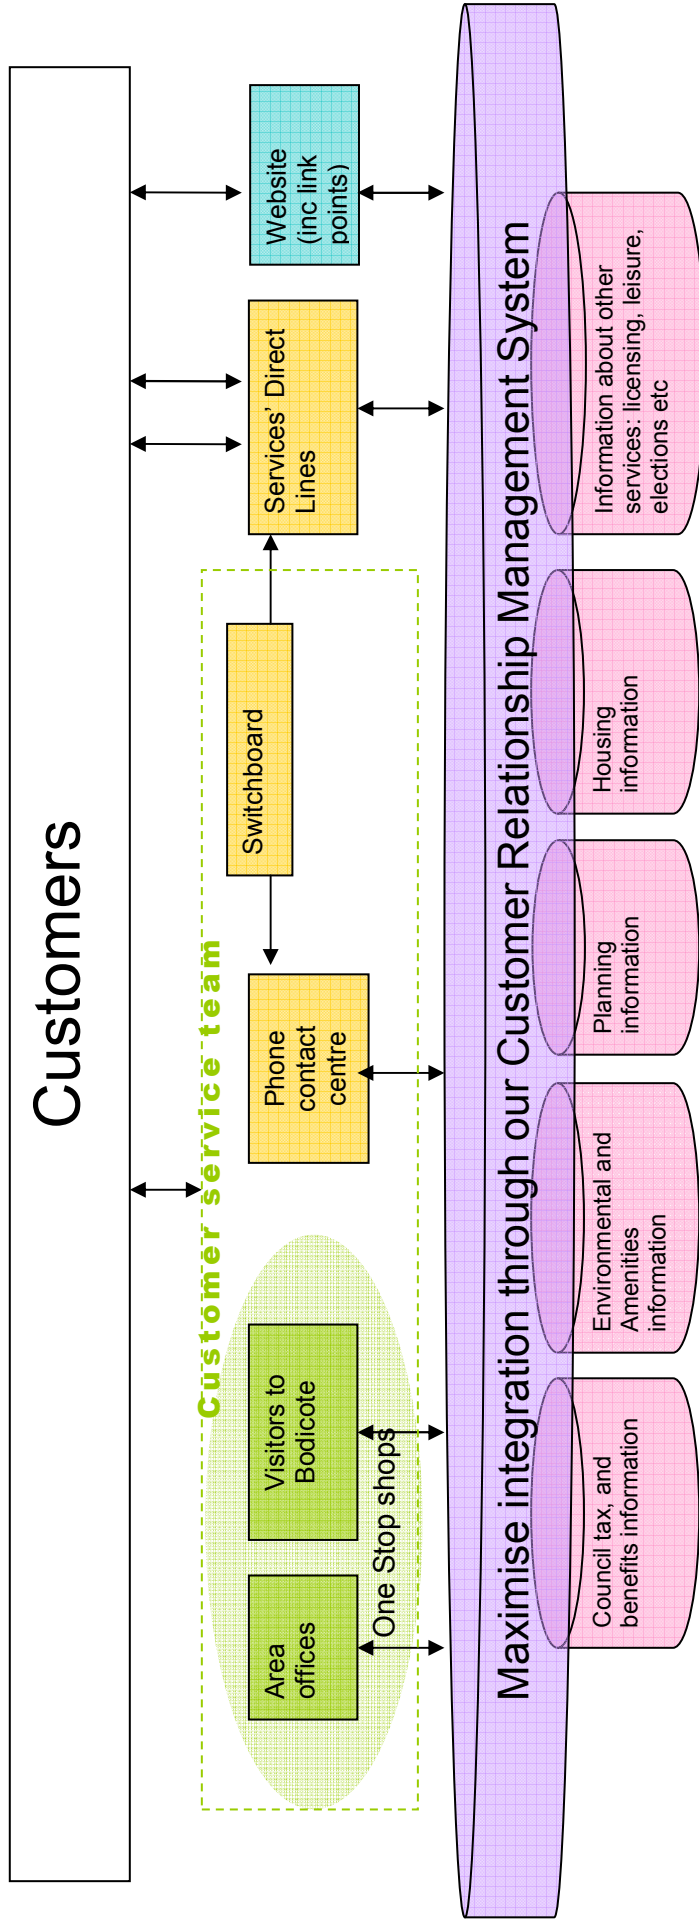 Customers
Customer service team
Area
offices
Visitors to
Bodicote
One Stop shops
Phone
contact
centre
Switchboard
Services' Direct
Lines
Website
(inc link
points)
Maximise integration through our Customer Relationship Management System
Council tax, and
benefits information
Environmental and
Amenities
information
Planning
information
Housing
information
Information about other
services: licensing, leisure,
elections etc